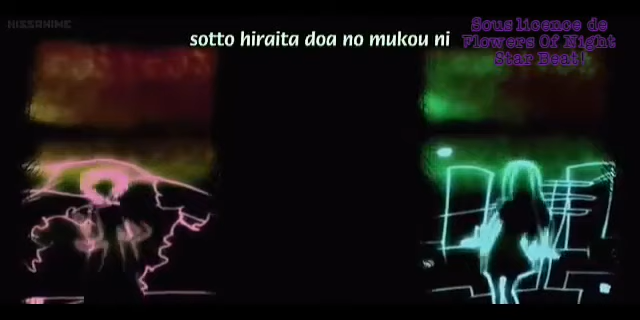 NISSANIME
sotto hiraita doa no mukou ni
Sous licence de
Flowers Of Night
Star Beat!